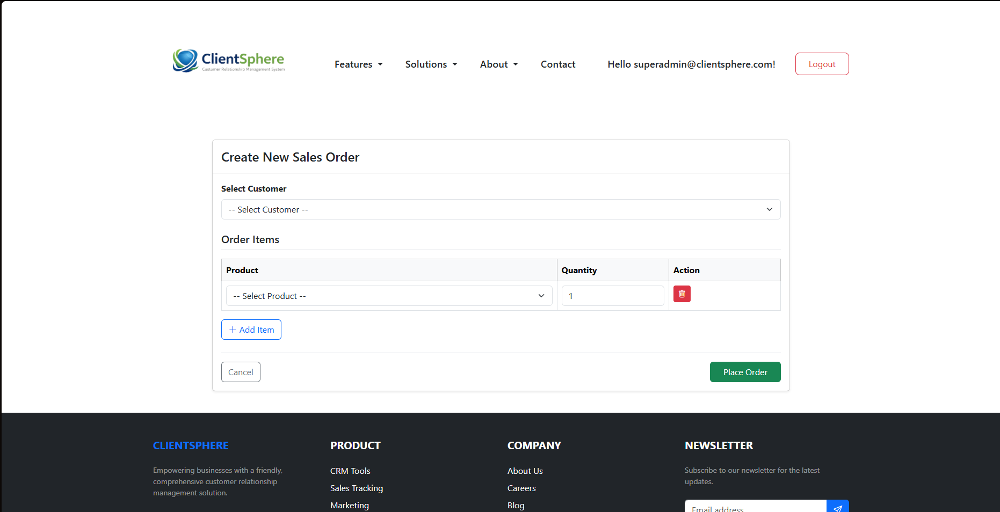 ClientSphere
Customer Relationship Management System
Features
Solutions
About
Contact
Hello superadmin@clientsphere.com!
Logout
Create New Sales Order
Select Customer
-- Select Customer --
Order Items
Product
Quantity
Action
-- Select Product --
1
Add Item
Cancel
Place Order
CLIENTSPHERE
Empowering businesses with a friendly,
comprehensive customer relationship
management solution.
PRODUCT
CRM Tools
Sales Tracking
Marketing
COMPANY
About Us
Careers
Blog
NEWSLETTER
Subscribe to our newsletter for the latest
updates.
Email address